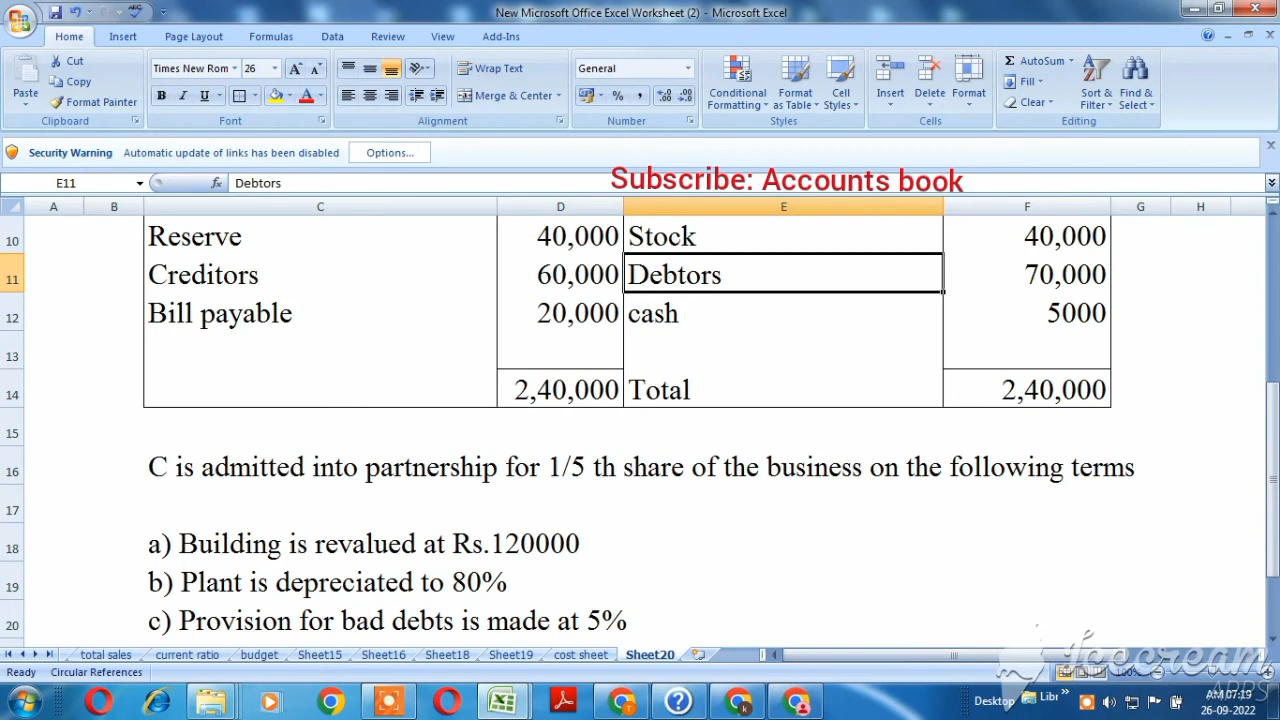 New Microsoft Office Excel Worksheet (2) - Microsoft Excel
Home Insert Page Layout Formulas Data Review View Add-Ins
Paste Cut Copy Format Painter
Clipboard
Times New Rom 26
B I U A A A
Font
Wrap Text
Merge & Center
Alignment
General
% ,
Number
Conditional Formatting Format as Table Cell Styles
Styles
Insert Delete Format
Cells
Σ AutoSum Fill Clear Sort & Filter Find & Select
Editing
Security Warning Automatic update of links has been disabled Options...
Subscribe: Accounts book
E11 fx Debtors
A B C D E F G H
10 Reserve 40,000 Stock 40,000
11 Creditors 60,000 Debtors 70,000
12 Bill payable 20,000 cash 5000
13
14 2,40,000 Total 2,40,000
15
16 C is admitted into partnership for 1/5 th share of the business on the following terms
17
18 a) Building is revalued at Rs.120000
19 b) Plant is depreciated to 80%
20 c) Provision for bad debts is made at 5%
total sales current ratio budget Sheet15 Sheet16 Sheet18 Sheet19 cost sheet Sheet20
Ready Circular References 100%
Icecream
APPS
Desktop Libr » AM 07:19
26-09-2022